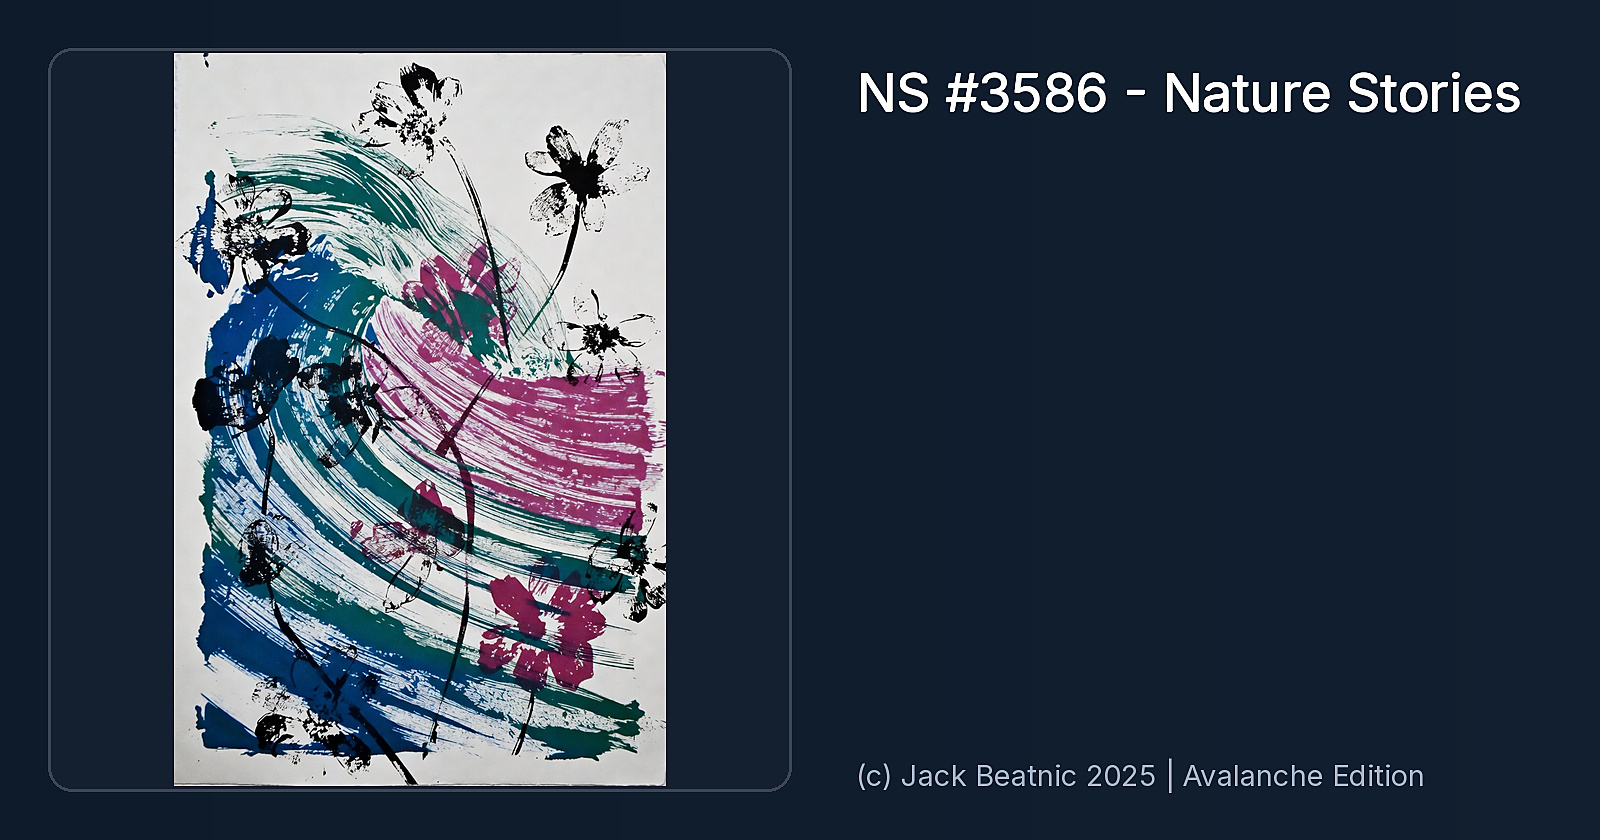 NS #3586 - Nature Stories
(c) Jack Beatnic 2025 | Avalanche Edition